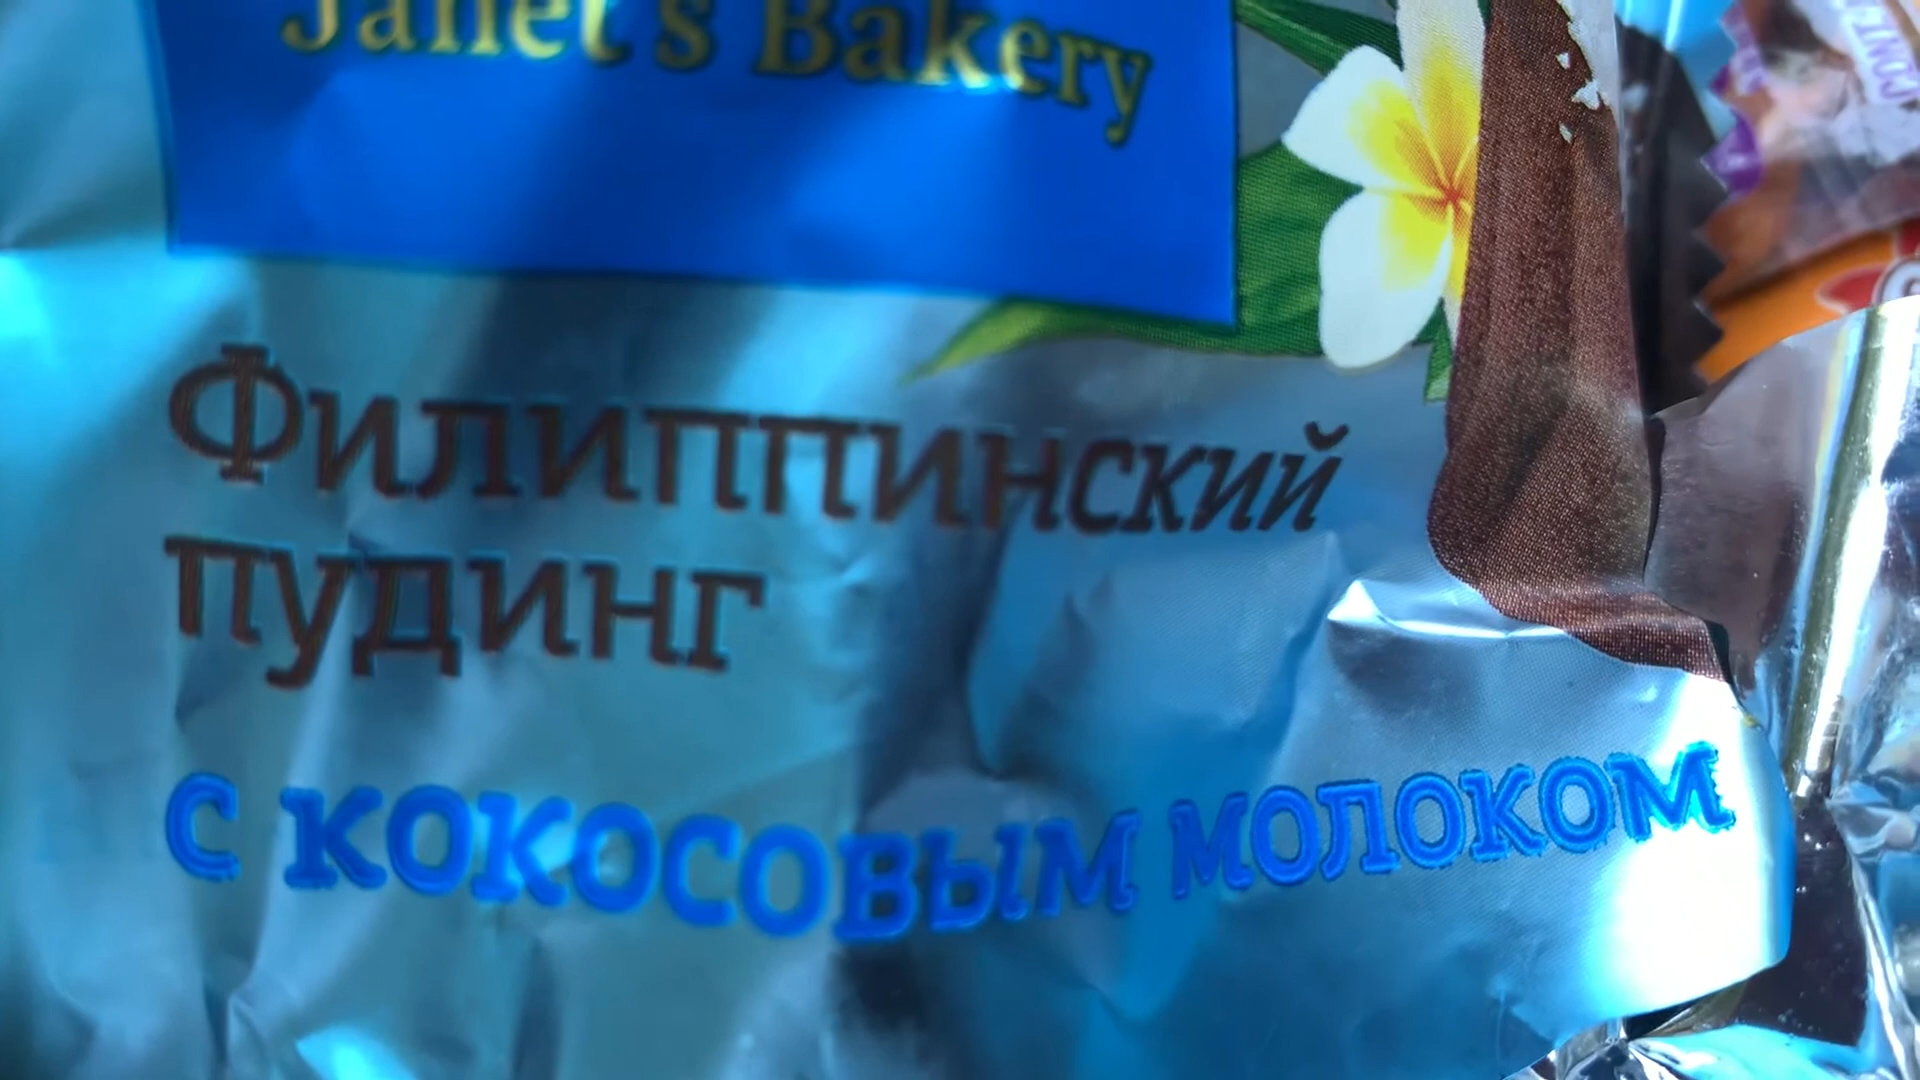 Janet's Bakery
Филиппинский
пудинг
с кокосовым молоком